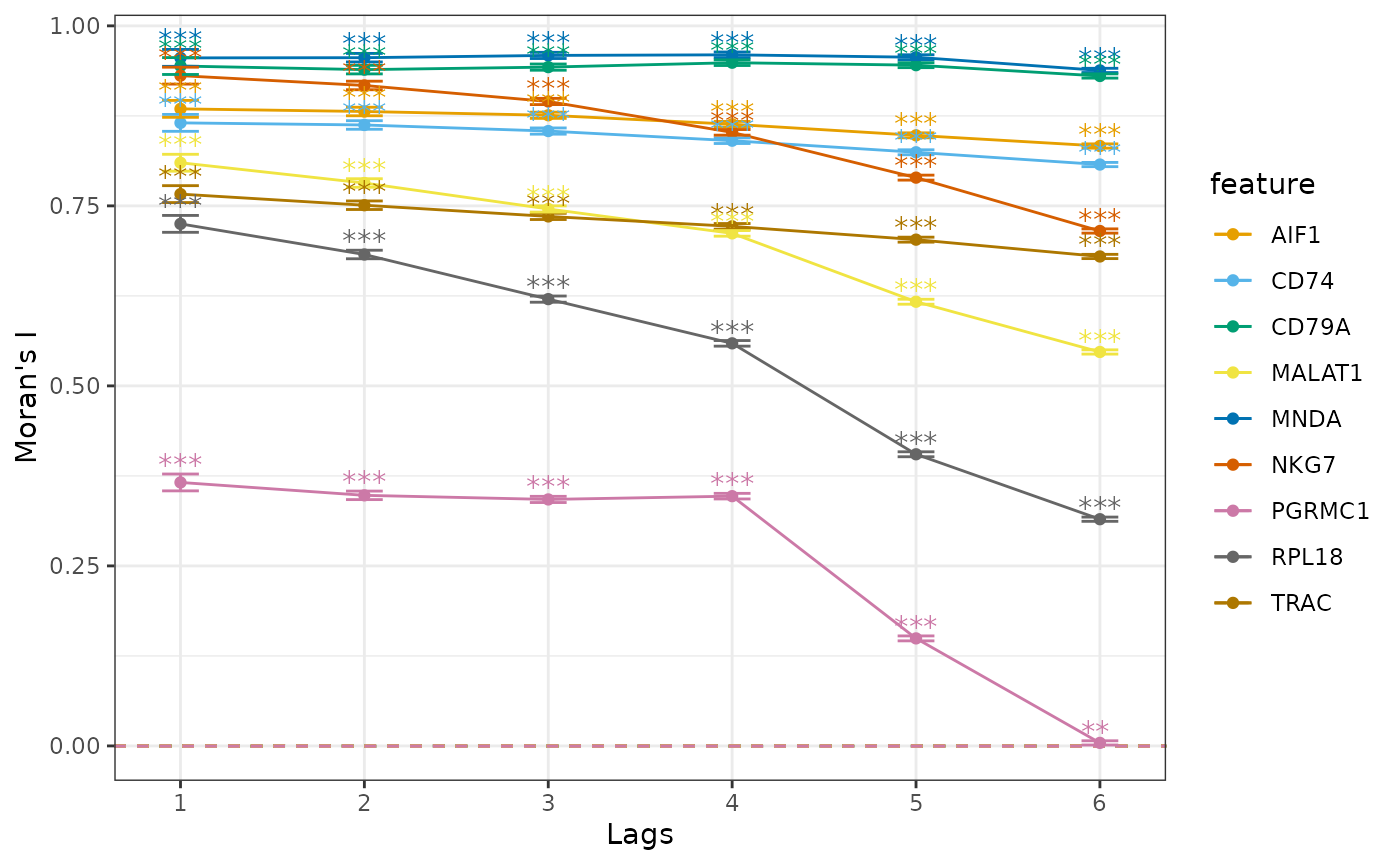 1.00
0.75
0.50
0.25
0.00
Moran's I
1
2
3
4
5
6
Lags
feature
AIF1
CD74
CD79A
MALAT1
MNDA
NKG7
PGRMC1
RPL18
TRAC